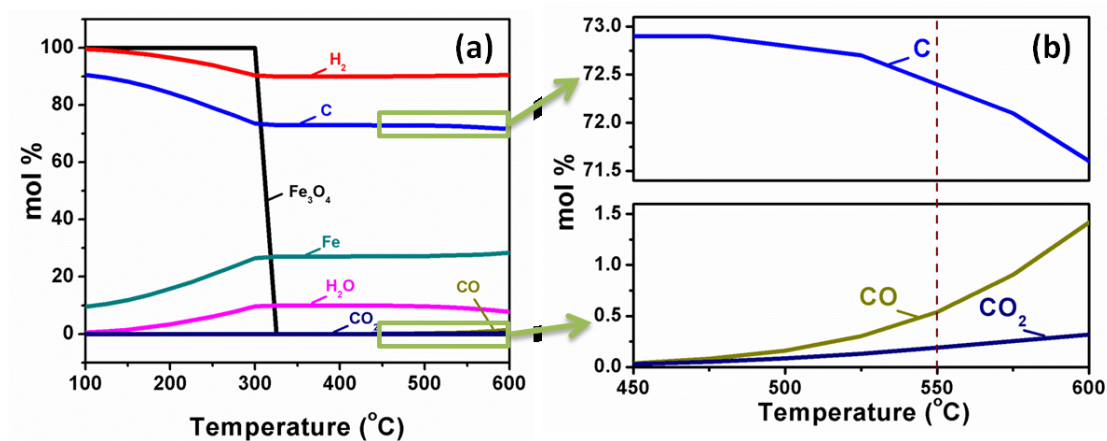 (a)
mol %
100
80
60
40
20
0
H₂
C
Fe₃O₄
Fe
H₂O
CO
CO₂
100 200 300 400 500 600
Temperature (°C)
(b)
mol %
73.0
72.5
72.0
71.5
C
mol %
1.5
1.0
0.5
0.0
CO
CO₂
450 500 550 600
Temperature (°C)